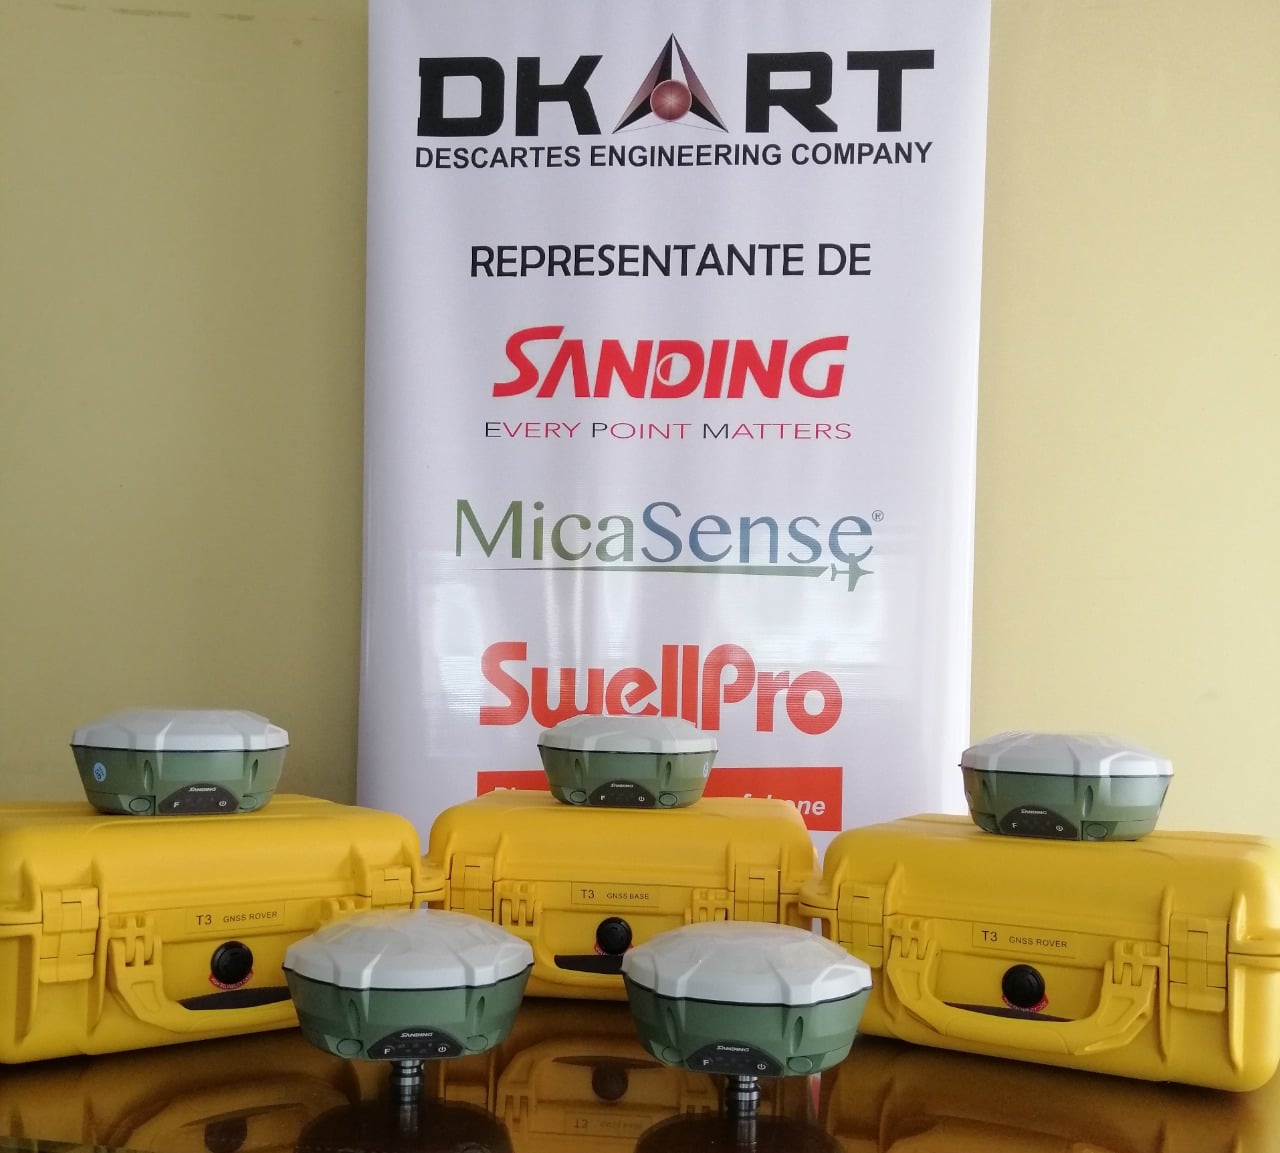 DKART
DESCARTES ENGINEERING COMPANY
REPRESENTANTE DE
SANDING
EVERY POINT MATTERS
MicaSense®
SwellPro
SANDING
F
SANDING
F
SANDING
F
T3 GNSS ROVER
T3 GNSS BASE
T3 GNSS ROVER
SANDING
F
SANDING
F